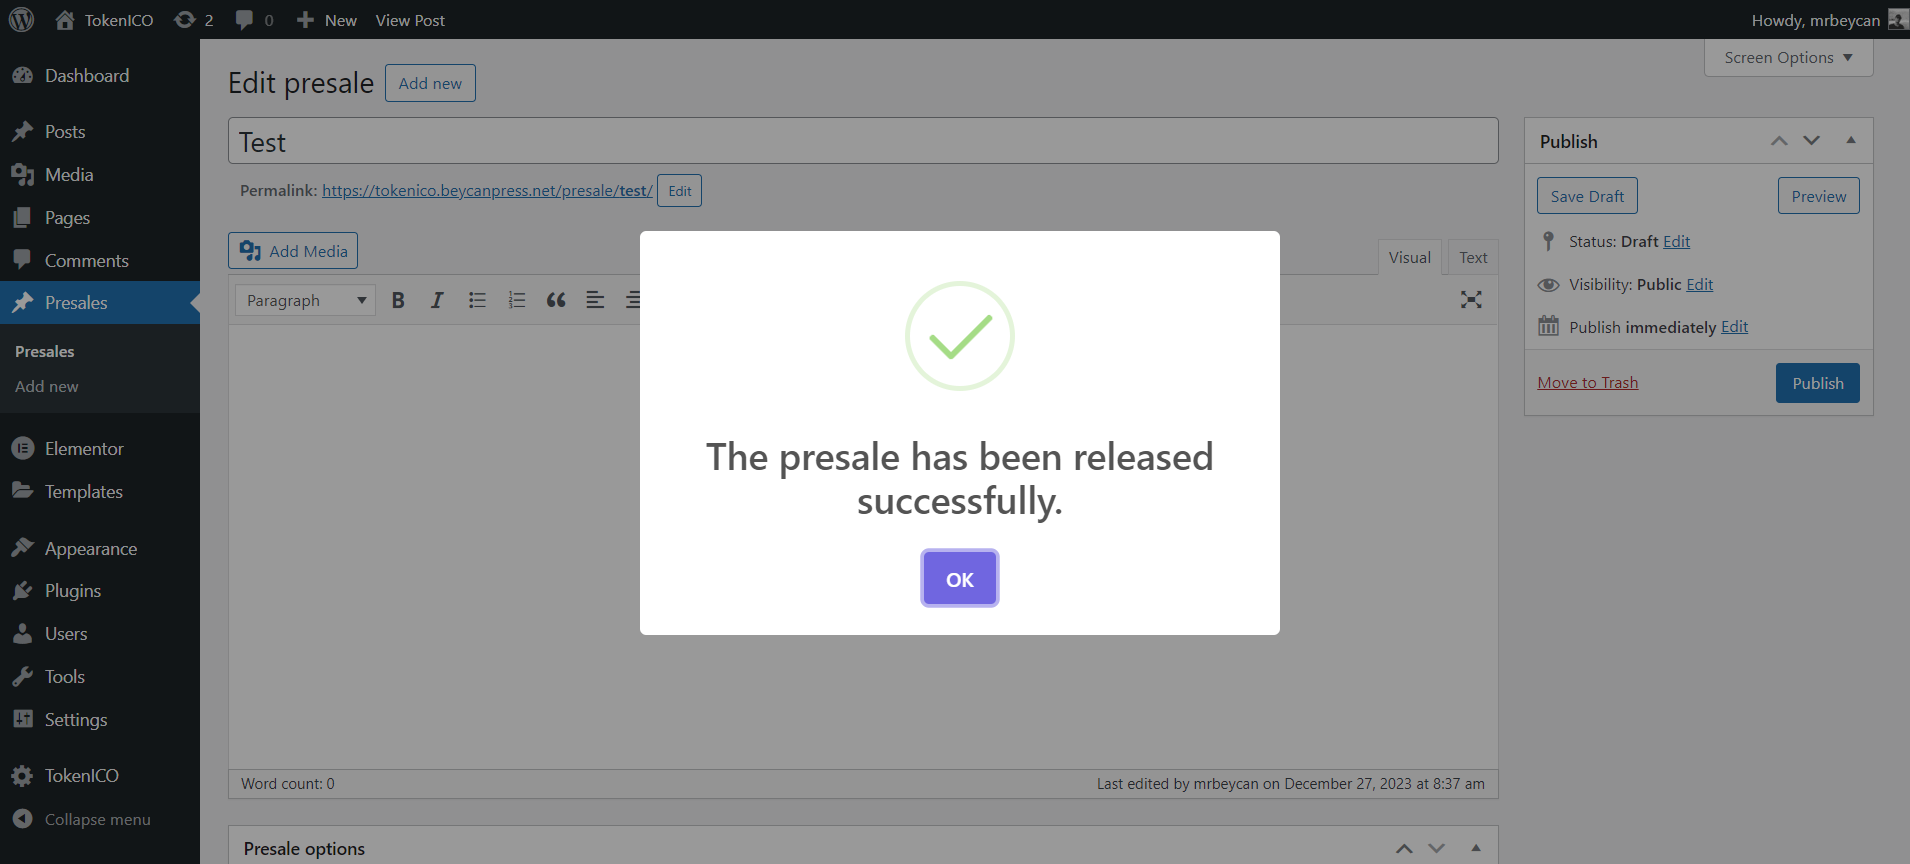 TokenICO 2 0 New View Post Howdy, mrbeycan
Dashboard
Posts
Media
Pages
Comments
Presales
Presales
Add new
Elementor
Templates
Appearance
Plugins
Users
Tools
Settings
TokenICO
Collapse menu
Screen Options
Edit presale Add new
Test
Permalink: https://tokenico.beycanpress.net/presale/test/ Edit
Add Media
Visual Text
Paragraph
The presale has been released
successfully.
OK
Word count: 0 Last edited by mrbeycan on December 27, 2023 at 8:37 am
Presale options
Publish
Save Draft Preview
Status: Draft Edit
Visibility: Public Edit
Publish immediately Edit
Move to Trash Publish